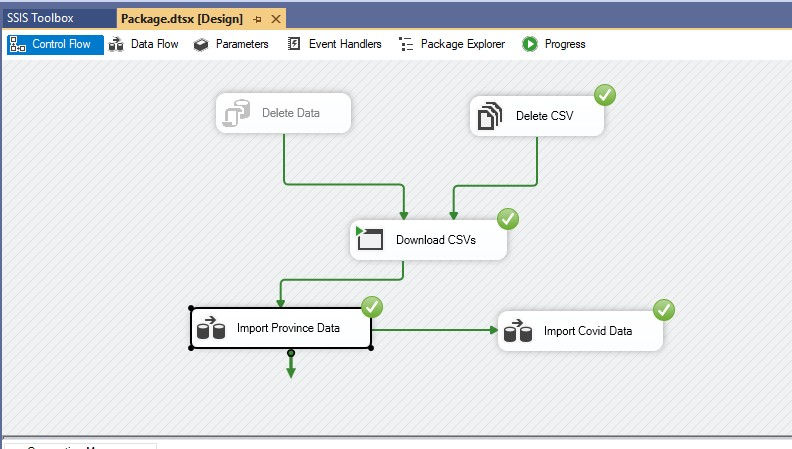 SSIS Toolbox
Package.dtsx [Design]
Control Flow
Data Flow
Parameters
Event Handlers
Package Explorer
Progress
Delete Data
Delete CSV
Download CSVs
Import Province Data
Import Covid Data